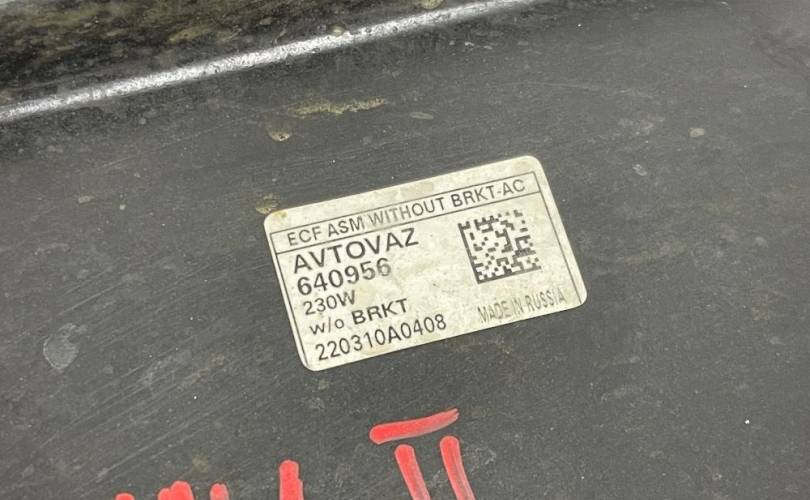 ECF ASM WITHOUT BRKT-AC
AVTOVAZ
640956
230W
w/o BRKT
220310A0408
MADE IN RUSSIA